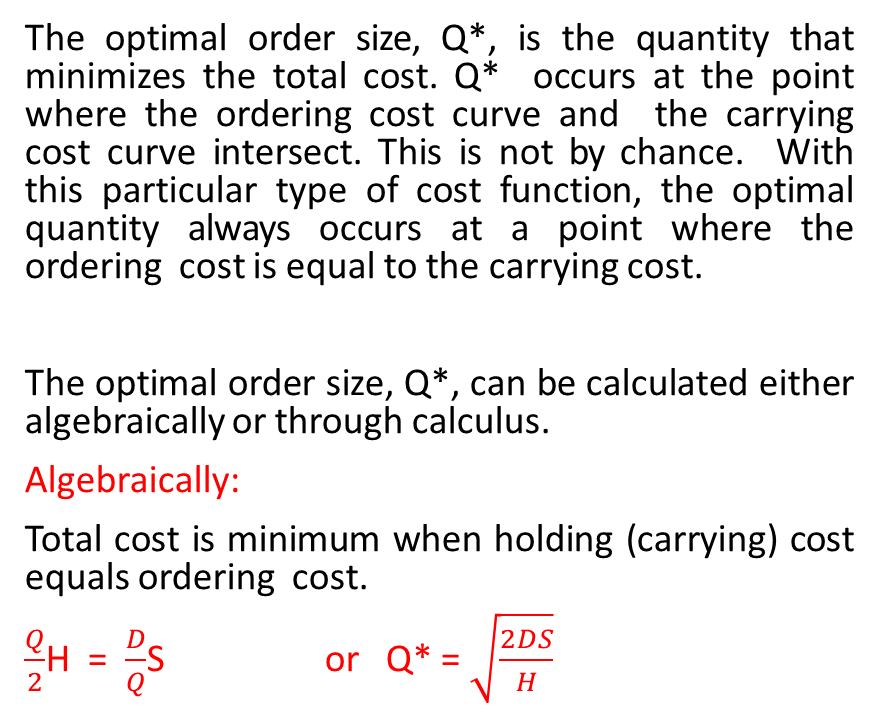 The optimal order size, Q*, is the quantity that
minimizes the total cost. Q* occurs at the point
where the ordering cost curve and the carrying
cost curve intersect. This is not by chance. With
this particular type of cost function, the optimal
quantity always occurs at a point where the
ordering cost is equal to the carrying cost.
The optimal order size, Q*, can be calculated either
algebraically or through calculus.
Algebraically:
Total cost is minimum when holding (carrying) cost
equals ordering cost.
Q/2 H = D/Q S or Q* = √(2DS/H)